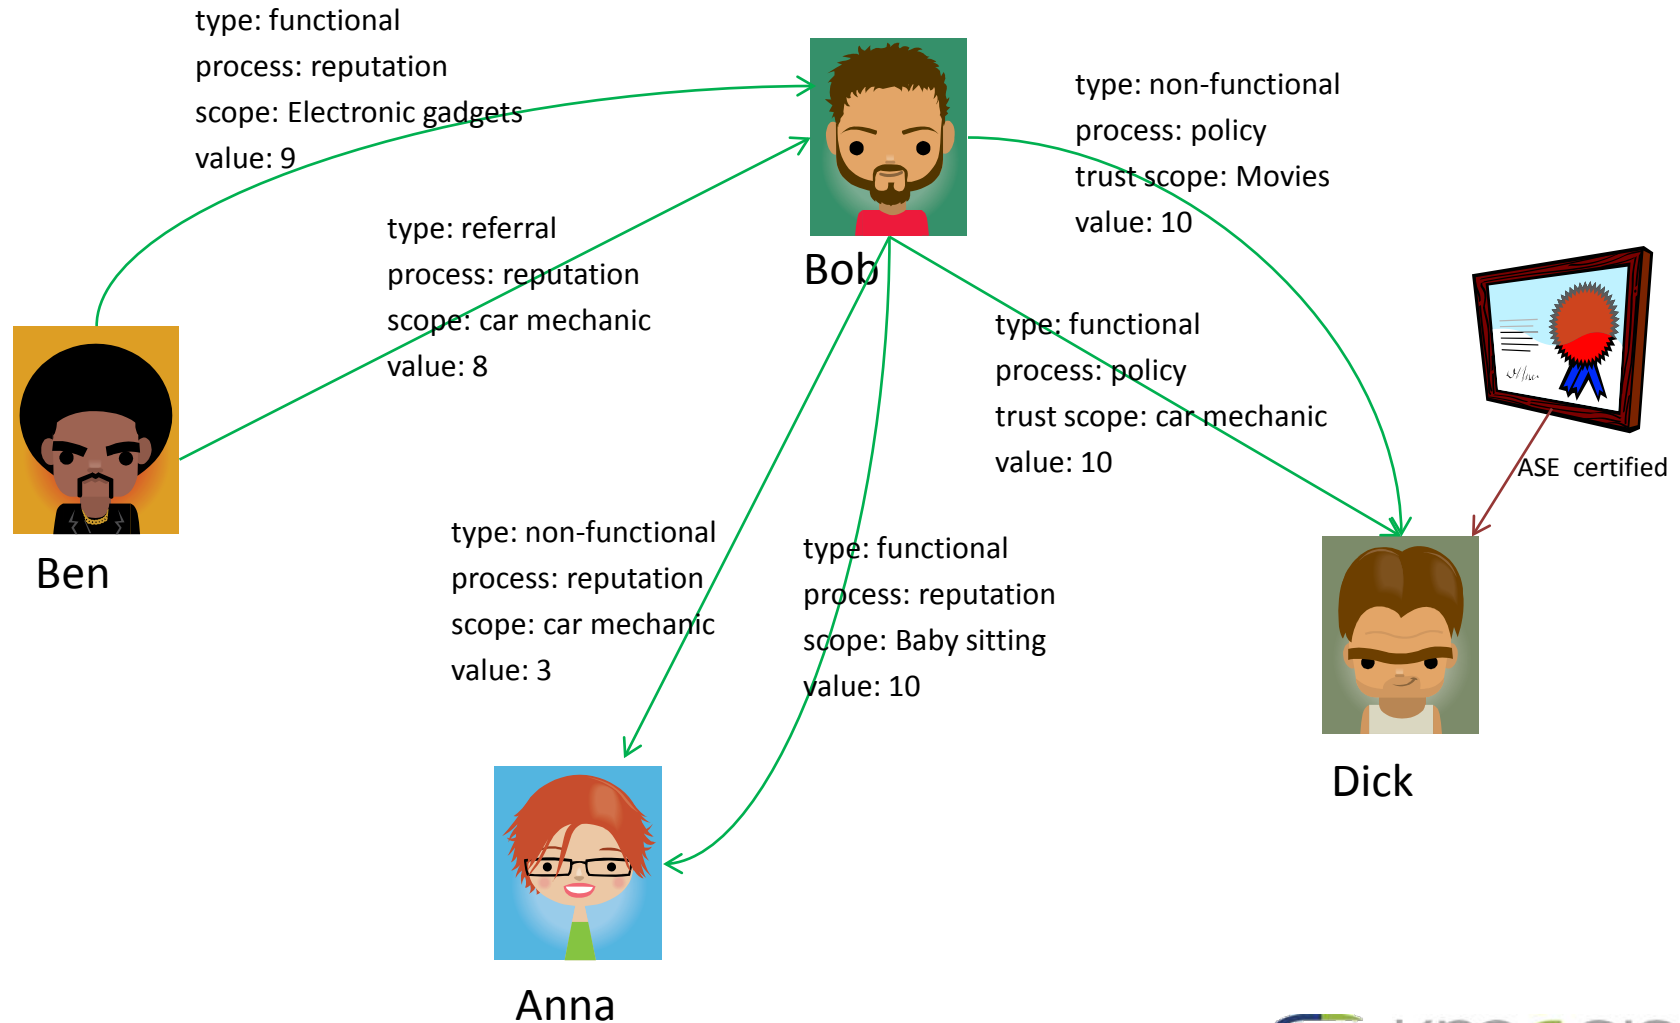 type: functional
process: reputation
scope: Electronic gadgets
value: 9
type: non-functional
process: policy
trust scope: Movies
value: 10
type: referral
process: reputation
scope: car mechanic
value: 8
Bob
type: functional
process: policy
trust scope: car mechanic
value: 10
ASE certified
Ben
type: non-functional
process: reputation
scope: car mechanic
value: 3
type: functional
process: reputation
scope: Baby sitting
value: 10
Dick
Anna